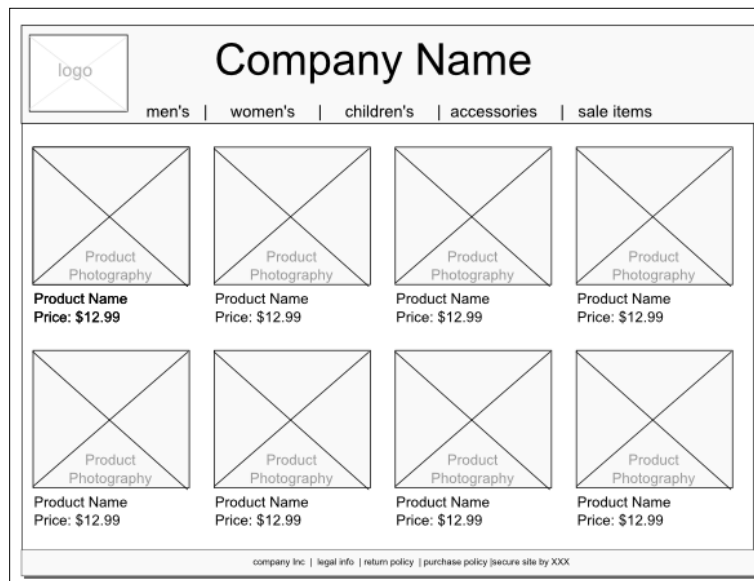 logo
Company Name
men's | women's | children's | accessories | sale items
Product Photography
Product Photography
Product Photography
Product Photography
Product Name
Price: $12.99
Product Name
Price: $12.99
Product Name
Price: $12.99
Product Name
Price: $12.99
Product Photography
Product Photography
Product Photography
Product Photography
Product Name
Price: $12.99
Product Name
Price: $12.99
Product Name
Price: $12.99
Product Name
Price: $12.99
company Inc | legal info | return policy | purchase policy |secure site by XXX